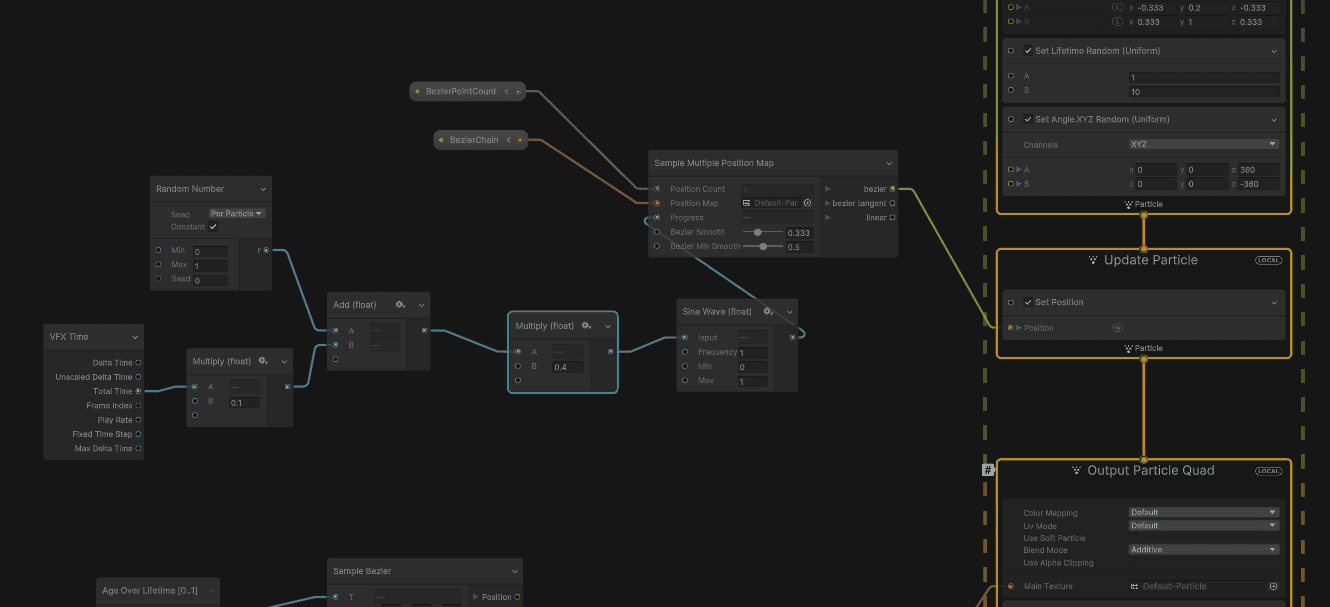 A x -0.333 y 0.2 z -0.333
B x 0.333 y 1 z 0.333
Set Lifetime Random (Uniform)
A 1
B 10
Set Angle.XYZ Random (Uniform)
Channels XYZ
A x 0 y 0 z 360
B x 0 y 0 z -360
Particle
BezierPointCount
BezierChain
Sample Multiple Position Map
Position Count 1 bezier
Position Map Default-Par bezier tangent
Progress — linear
Bezier Smooth 0.333
Bezier Min Smooth 0.5
Random Number
Seed Per Particle
Constant
Min 0 r
Max 1
Seed 0
VFX Time
Delta Time
Unscaled Delta Time
Total Time
Frame Index
Play Rate
Fixed Time Step
Max Delta Time
Multiply (float)
A —
B 0.1
Add (float)
A —
B —
Multiply (float)
A —
B 0.4
Sine Wave (float)
Input —
Frequency 1
Min 0
Max 1
Update Particle LOCAL
Set Position
Position W
Particle
# Output Particle Quad LOCAL
Color Mapping Default
Uv Mode Default
Use Soft Particle
Blend Mode Additive
Use Alpha Clipping
Main Texture Default-Particle
Age Over Lifetime [0..1]
Sample Bezier
T — Position